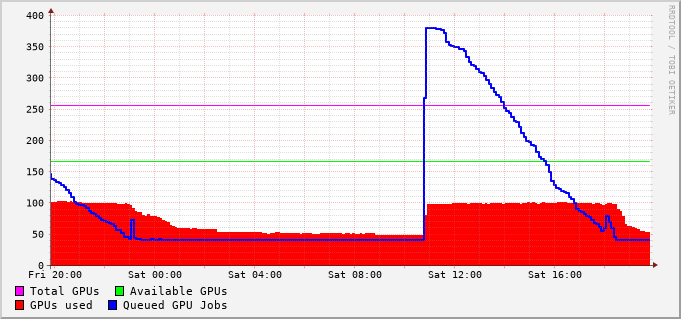 400
350
300
250
200
150
100
50
0
Fri 20:00 Sat 00:00 Sat 04:00 Sat 08:00 Sat 12:00 Sat 16:00
Total GPUs Available GPUs
GPUs used Queued GPU Jobs
RRDTOOL / TOBI OETIKER